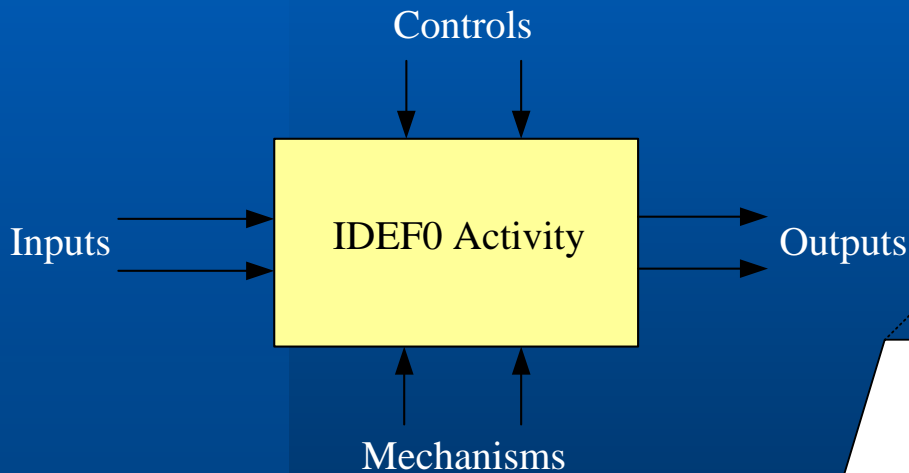 Controls
IDEF0 Activity
Inputs
Outputs
Mechanisms